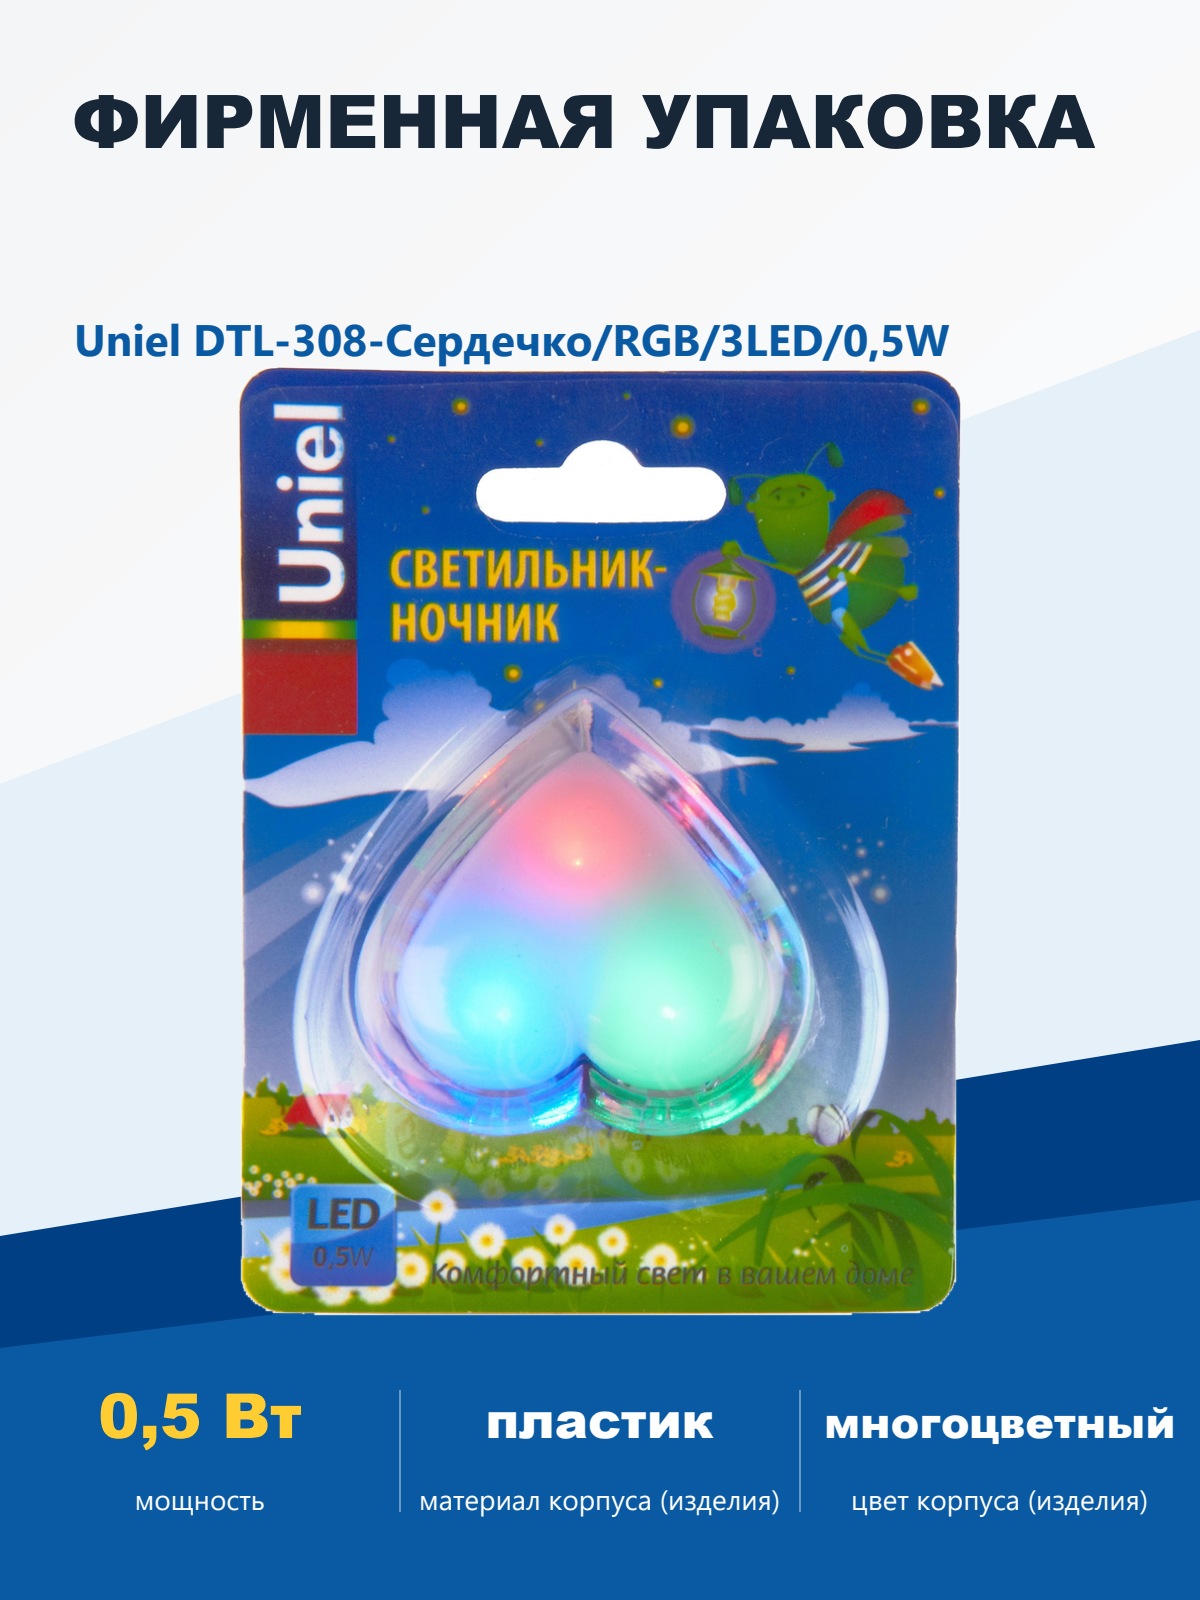 ФИРМЕННАЯ УПАКОВКА
Uniel DTL-308-Сердечко/RGB/3LED/0,5W
Uniel
СВЕТИЛЬНИК-
НОЧНИК
LED
0,5W
Комфортный свет в вашем доме
0,5 Вт
мощность
пластик
материал корпуса (изделия)
многоцветный
цвет корпуса (изделия)